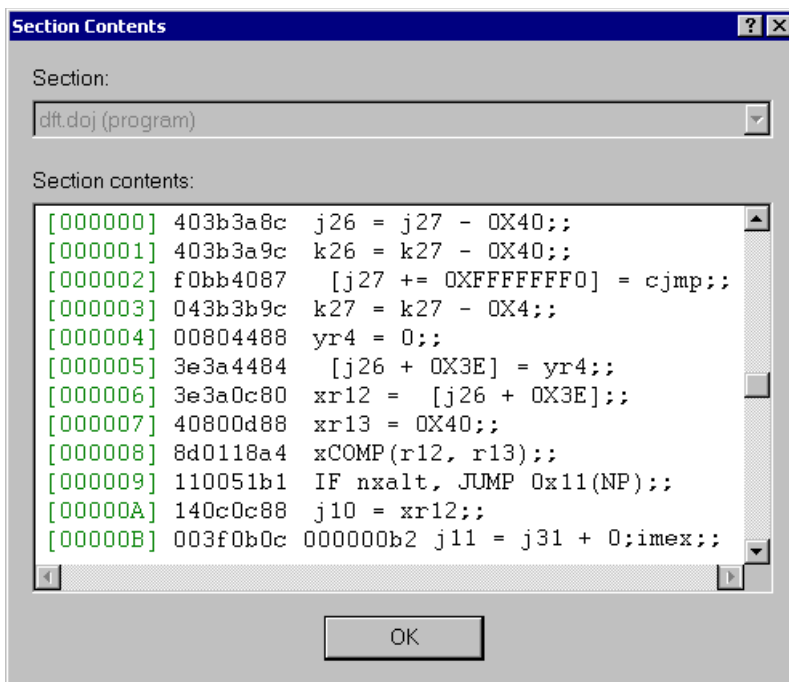 Section Contents
Section:
dft.doj (program)
Section contents:
[000000] 403b3a8c j26 = j27 - 0X40;;
[000001] 403b3a9c k26 = k27 - 0X40;;
[000002] f0bb4087 [j27 += 0XFFFFFFF0] = cjmp;;
[000003] 043b3b9c k27 = k27 - 0X4;;
[000004] 00804488 yr4 = 0;;
[000005] 3e3a4484 [j26 + 0X3E] = yr4;;
[000006] 3e3a0c80 xr12 = [j26 + 0X3E];;
[000007] 40800d88 xr13 = 0X40;;
[000008] 8d0118a4 xCOMP(r12, r13);;
[000009] 110051b1 IF nxalt, JUMP 0x11(NP);;
[00000A] 140c0c88 j10 = xr12;;
[00000B] 003f0b0c 000000b2 j11 = j31 + 0;imex;;
OK